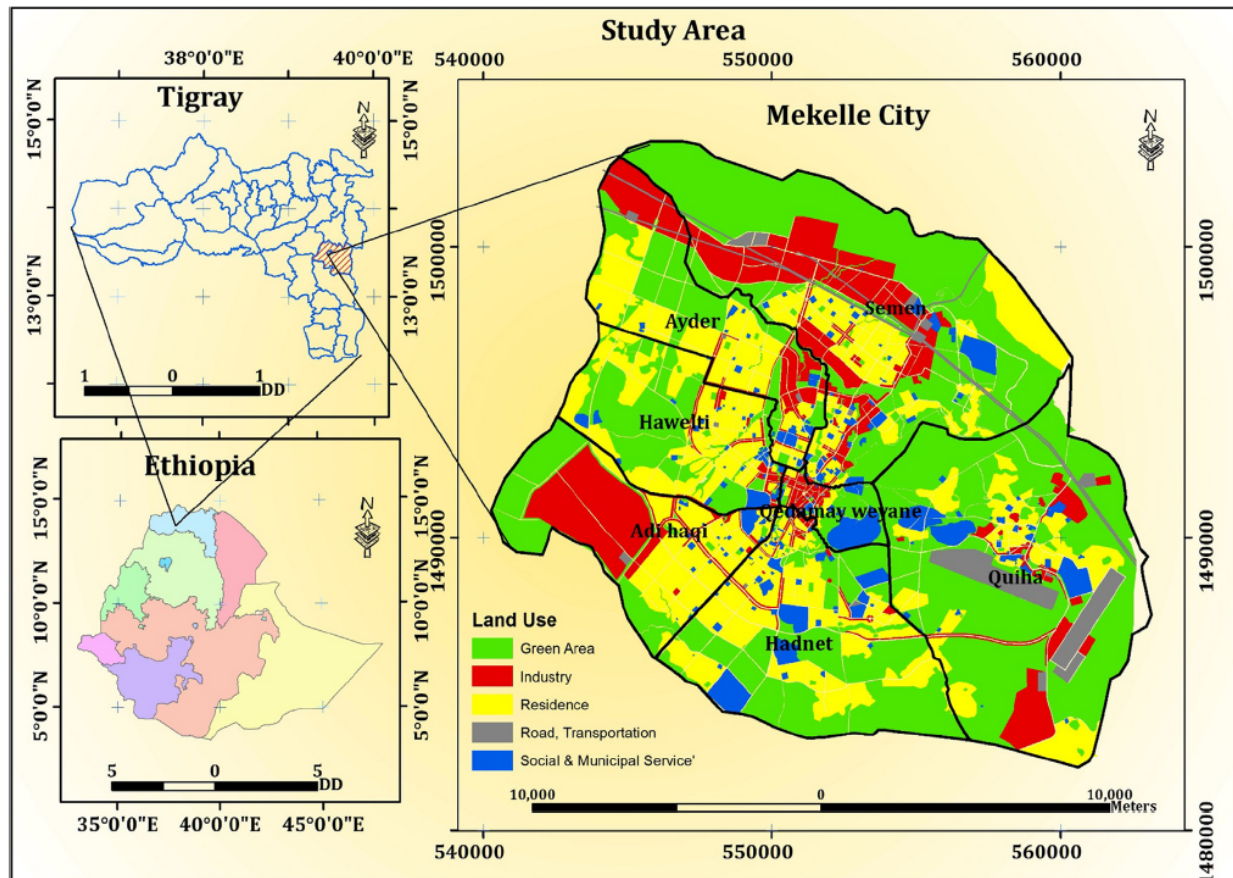 Study Area
38°0'0"E
40°0'0"E
Tigray
N
15°0'0"N
15°0'0"N
13°0'0"N
13°0'0"N
1
0
1
DD
Ethiopia
N
15°0'0"N
15°0'0"N
10°0'0"N
10°0'0"N
5°0'0"N
5°0'0"N
5
0
5
DD
35°0'0"E
40°0'0"E
45°0'0"E
540000
550000
560000
Mekelle City
N
1500000
1500000
Semen
Ayder
Hawelti
Qedamay weyane
Adi haqi
1490000
1490000
Quiha
Hadnet
Land Use
Green Area
Industry
Residence
Road, Transportation
Social & Municipal Service'
10,000
0
10,000
Meters
540000
550000
560000
1480000